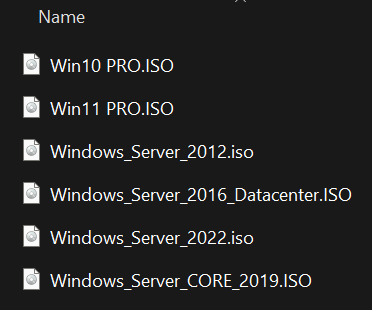 Name
Win10 PRO.ISO
Win11 PRO.ISO
Windows_Server_2012.iso
Windows_Server_2016_Datacenter.ISO
Windows_Server_2022.iso
Windows_Server_CORE_2019.ISO